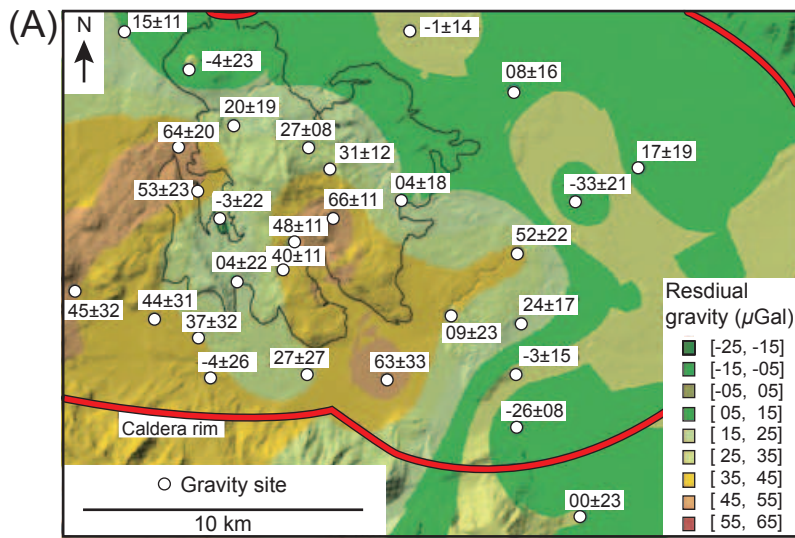 (A)
N
15±11
-1±14
-4±23
08±16
20±19
64±20
27±08
31±12
17±19
53±23
-3±22
04±18
-33±21
66±11
48±11
40±11
52±22
04±22
45±32
44±31
37±32
09±23
24±17
-4±26
27±27
63±33
-3±15
-26±08
00±23
Caldera rim
Gravity site
10 km
Resdiual
gravity (µGal)
[-25, -15]
[-15, -05]
[-05, 05]
[05, 15]
[ 15, 25]
[ 25, 35]
[ 35, 45]
[ 45, 55]
[ 55, 65]